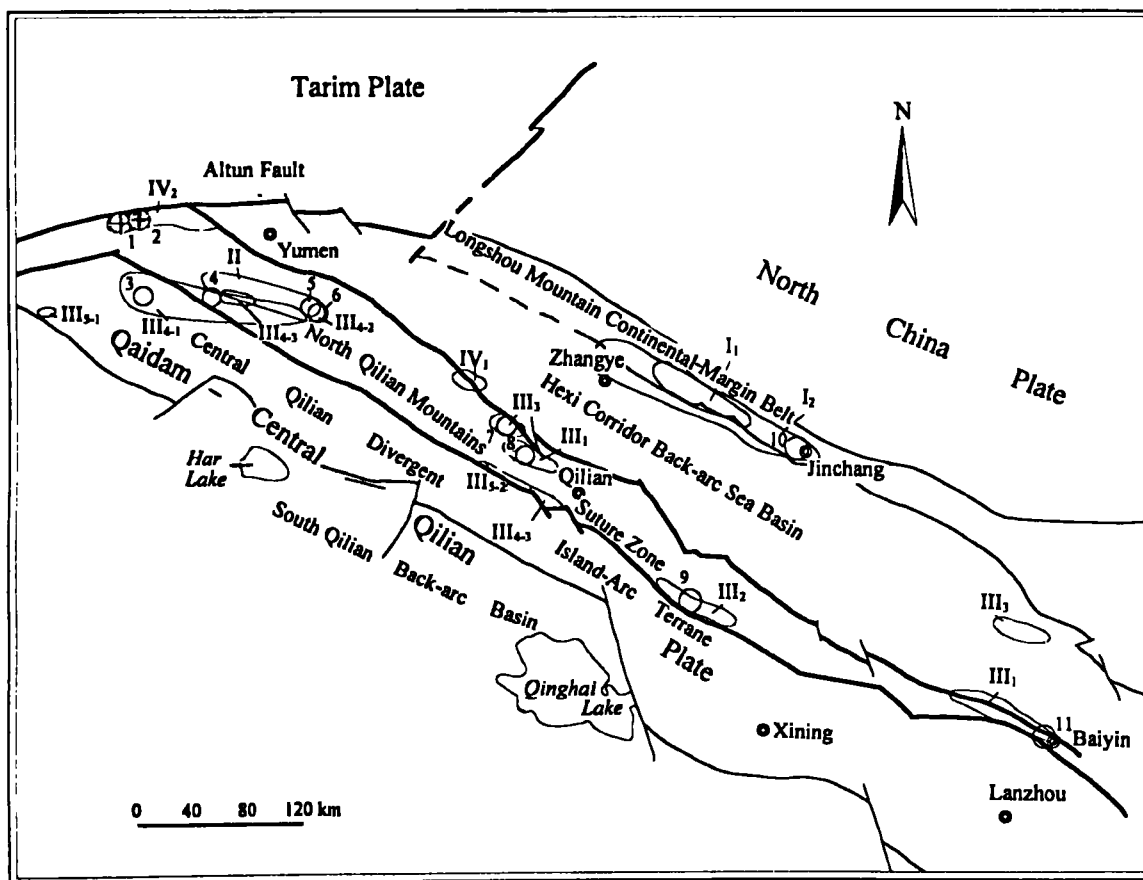 Tarim Plate
N
Altun Fault
IV₂
1
2
Yumen
II
3
4
5
6
III₅₋₁
III₄₋₁
III₄₋₃
III₄₋₂
Longshou Mountain Continental-Margin Belt
North China Plate
Zhangye
I₁
I₂
10
Jinchang
Hexi Corridor Back-arc Sea Basin
North Qilian Mountains Suture Zone
IV₁
7
III₃
8
III₁
Qilian
III₅₋₂
III₄₋₃
Qaidam Central Qilian Plate
Central Qilian Divergent Island-Arc Terrane
Har Lake
South Qilian Back-arc Basin
9
III₂
Qinghai Lake
III₃
III₁
11
Baiyin
Xining
Lanzhou
0 40 80 120 km